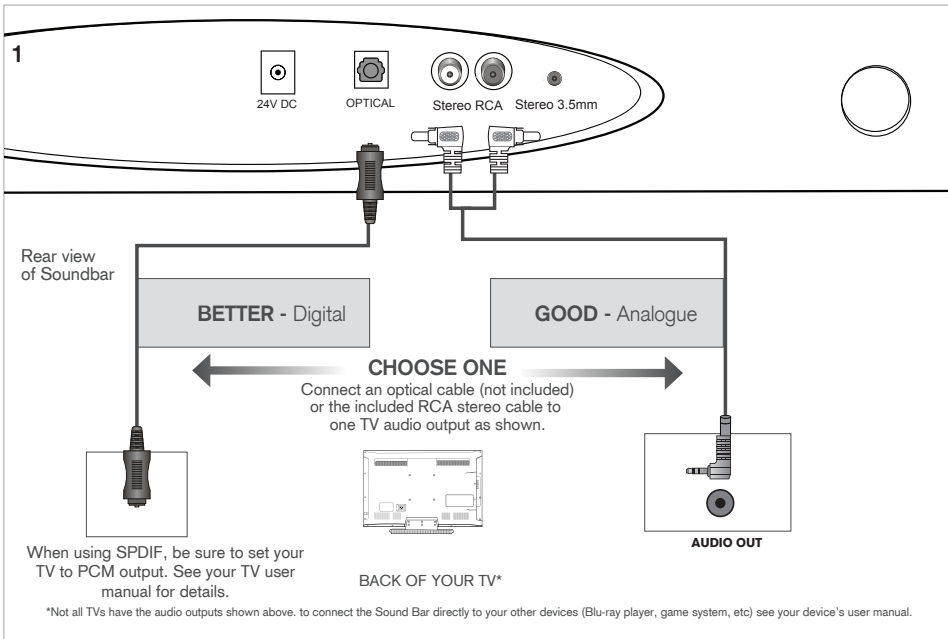 1
24V DC
OPTICAL
Stereo RCA
Stereo 3.5mm
Rear view
of Soundbar
BETTER - Digital
GOOD - Analogue
CHOOSE ONE
Connect an optical cable (not included)
or the included RCA stereo cable to
one TV audio output as shown.
When using SPDIF, be sure to set your
TV to PCM output. See your TV user
manual for details.
BACK OF YOUR TV*
AUDIO OUT
*Not all TVs have the audio outputs shown above. to connect the Sound Bar directly to your other devices (Blu-ray player, game system, etc) see your device's user manual.